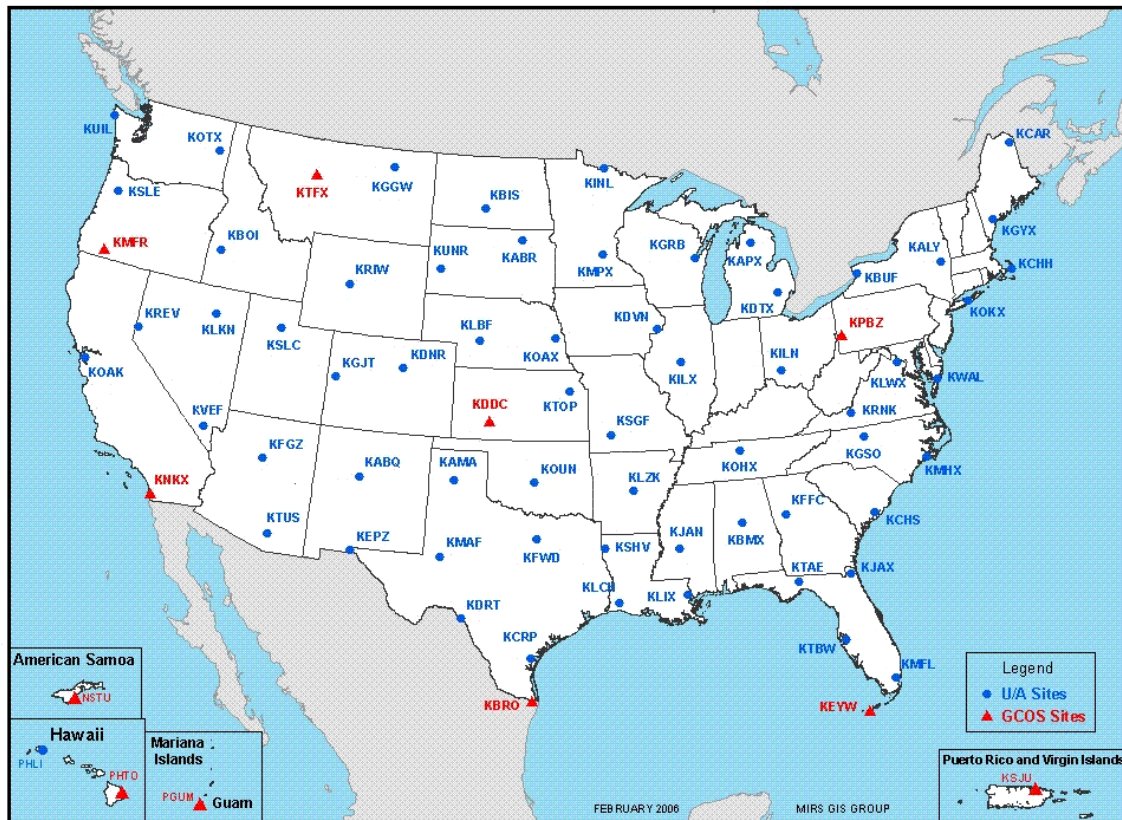 KUIL
KOTX
KCAR
KSLE
KTFX
KGGW
KBIS
KINL
KGYX
KMFR
KBOI
KUNR
KABR
KGRB
KMPX
KAPX
KALY
KBUF
KCHH
KRIW
KREV
KLKN
KSLC
KLBF
KDVN
KDTX
KPBZ
KOKX
KOAK
KGJT
KDNR
KOAX
KILX
KILN
KLWX
KWAL
KVEF
KDDC
KTOP
KSGF
KRNK
KFGZ
KABQ
KAMA
KOUN
KLZK
KOHX
KGSO
KMHX
KNKX
KTUS
KEPZ
KMAF
KFWD
KSHV
KJAN
KBMX
KFFC
KCHS
KLCH
KLIX
KTAE
KJAX
KDRT
KCRP
KTBW
KMFL
KBRO
KEYW
American Samoa
NSTU
Hawaii
PHLI
PHTO
Mariana
Islands
PGUM
Guam
Legend
U/A Sites
GCOS Sites
Puerto Rico and Virgin Islands
KSJU
FEBRUARY 2006
MIRS GIS GROUP